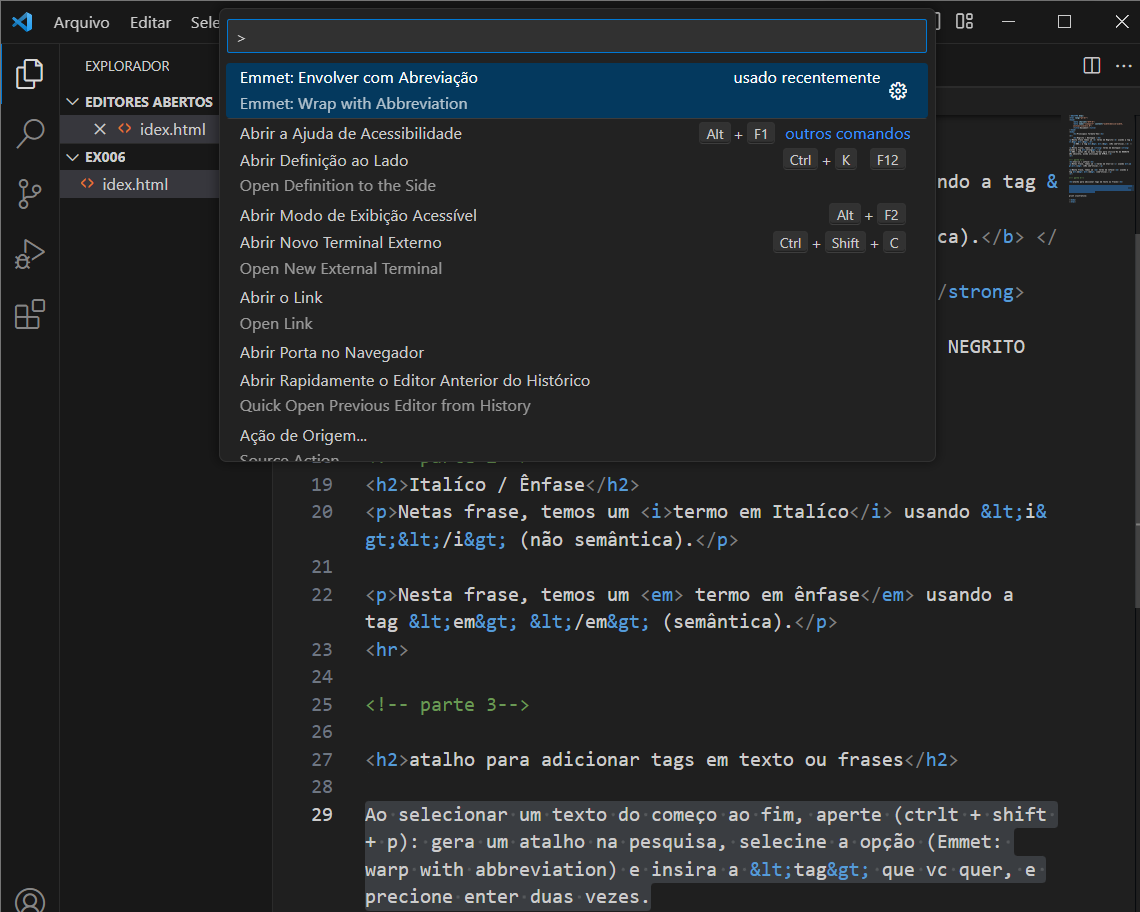 Arquivo Editar Sele
>
EXPLORADOR
EDITORES ABERTOS
idex.html
EX006
idex.html
Emmet: Envolver com Abreviação usado recentemente
Emmet: Wrap with Abbreviation
Abrir a Ajuda de Acessibilidade Alt + F1 outros comandos
Abrir Definição ao Lado Ctrl + K F12
Open Definition to the Side
Abrir Modo de Exibição Acessível Alt + F2
Abrir Novo Terminal Externo Ctrl + Shift + C
Open New External Terminal
Abrir o Link
Open Link
Abrir Porta no Navegador
Abrir Rapidamente o Editor Anterior do Histórico
Quick Open Previous Editor from History
Ação de Origem...
Source Action
ndo a tag &
ca).</b> </
/strong>
NEGRITO
19 <h2>Italíco / Ênfase</h2>
20 <p>Netas frase, temos um <i>termo em Italíco</i> usando &lt;i&
gt;&lt;/i&gt; (não semântica).</p>
21
22 <p>Nesta frase, temos um <em> termo em ênfase</em> usando a
tag &lt;em&gt; &lt;/em&gt; (semântica).</p>
23 <hr>
24
25 <!-- parte 3-->
26
27 <h2>atalho para adicionar tags em texto ou frases</h2>
28
29 Ao selecionar um texto do começo ao fim, aperte (ctrlt + shift
+ p): gera um atalho na pesquisa, selecine a opção (Emmet:
warp with abbreviation) e insira a &lt;tag&gt; que vc quer, e
precione enter duas vezes.